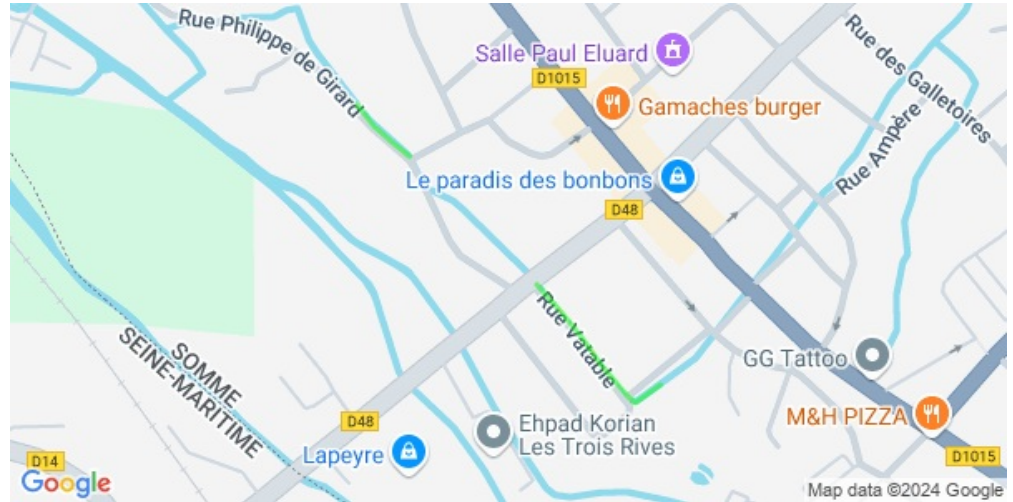 Rue Philippe de Girard
Salle Paul Eluard
D1015
Gamaches burger
Rue des Galletoires
Rue Ampère
Le paradis des bonbons
D48
Rue Vatable
GG Tattoo
SOMME
SEINE-MARITIME
M&H PIZZA
D48
Ehpad Korian
Les Trois Rives
Lapeyre
D14
D1015
Google
Map data ©2024 Google